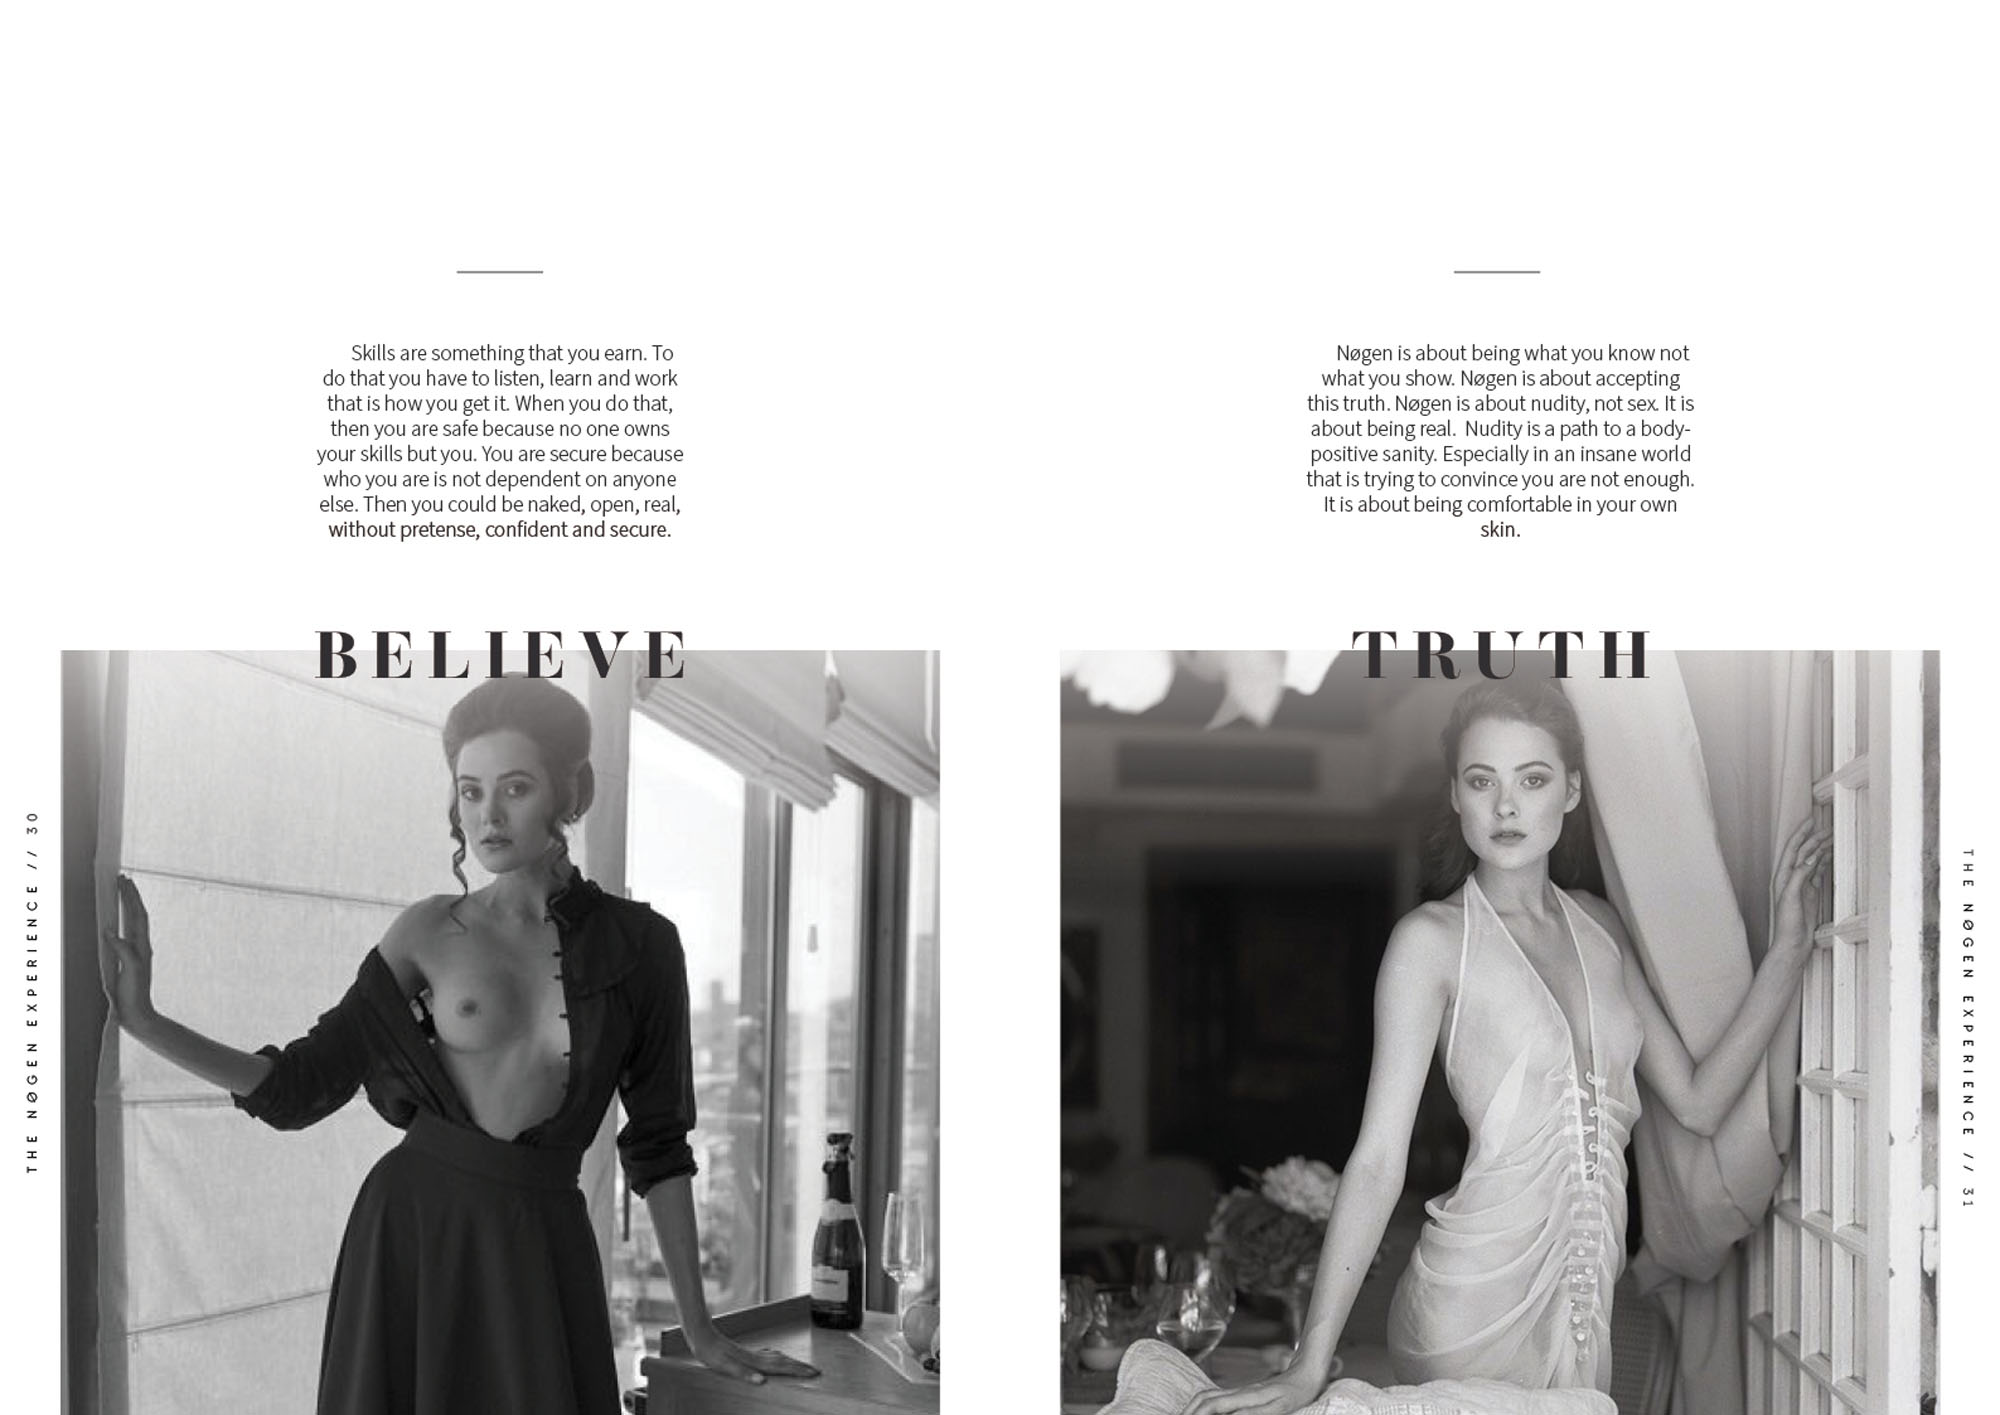 Skills are something that you earn. To
do that you have to listen, learn and work
that is how you get it. When you do that,
then you are safe because no one owns
your skills but you. You are secure because
who you are is not dependent on anyone
else. Then you could be naked, open, real,
without pretense, confident and secure.
BELIEVE
THE NØGEN EXPERIENCE // 30
Nøgen is about being what you know not
what you show. Nøgen is about accepting
this truth. Nøgen is about nudity, not sex. It is
about being real.  Nudity is a path to a body-
positive sanity. Especially in an insane world
that is trying to convince you are not enough.
It is about being comfortable in your own
skin.
TRUTH
THE NØGEN EXPERIENCE // 31